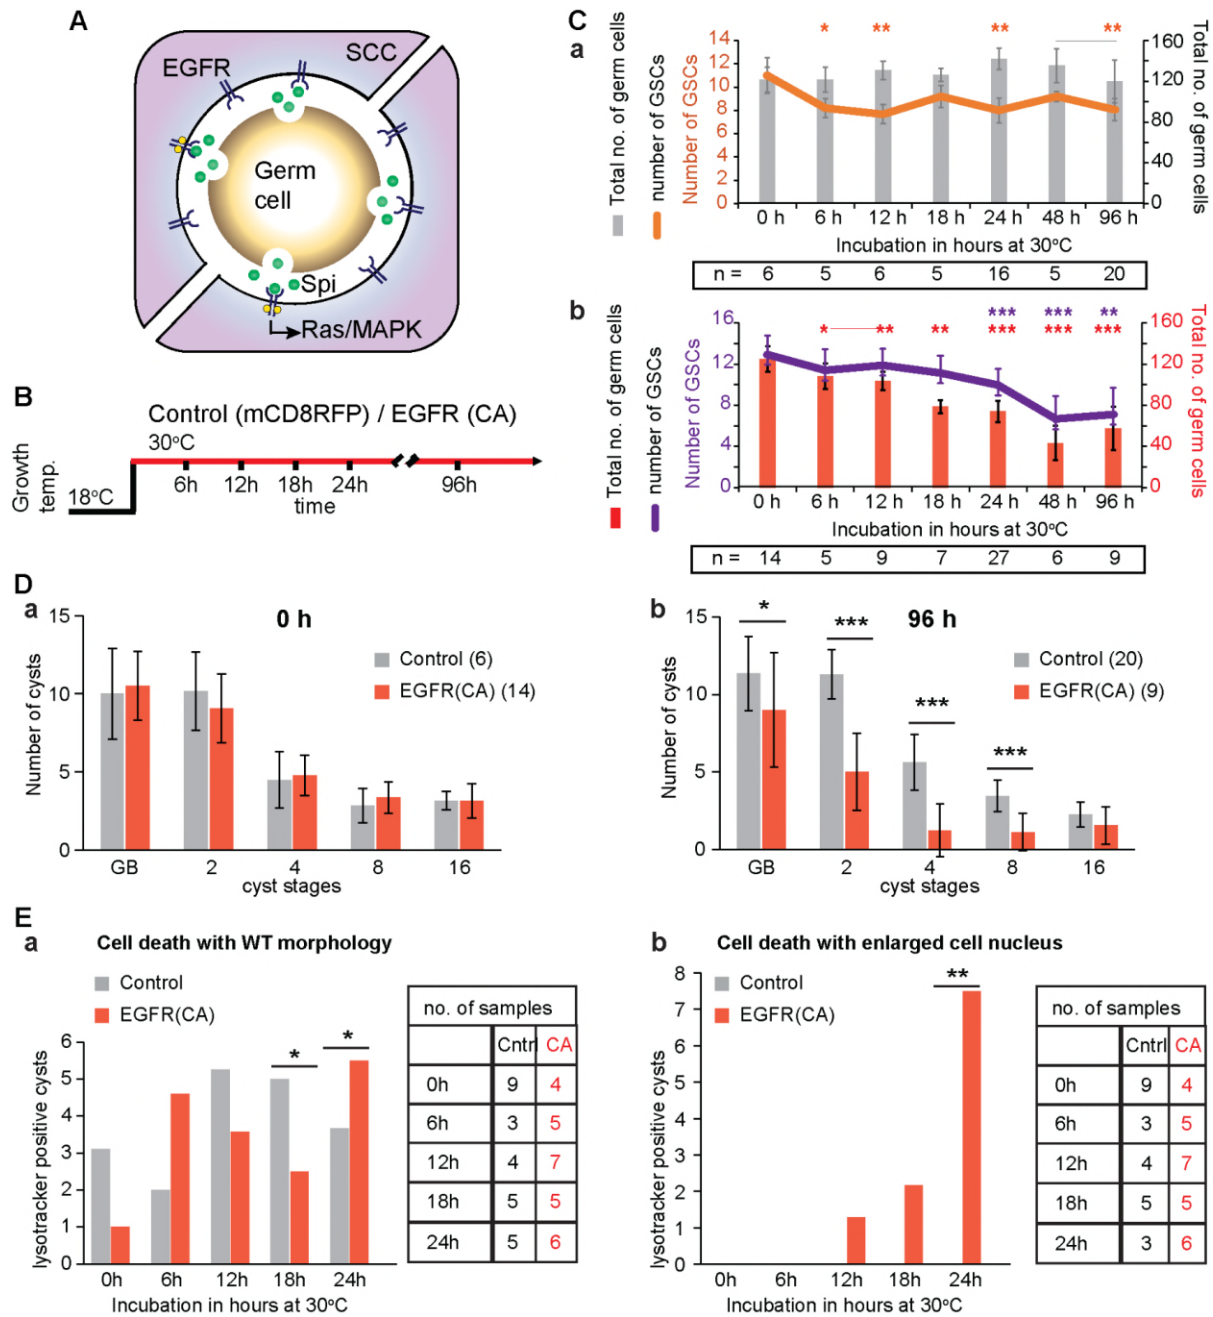 A
SCC
EGFR
Germ
cell
Spi
Ras/MAPK
B
Control (mCD8RFP) / EGFR (CA)
30ºC
18ºC
Growth
temp.
6h 12h 18h 24h 96h
time
C
a
Total no. of germ cells
number of GSCs
Number of GSCs
14
12
10
8
6
4
2
0
* ** ** **
160
120
80
40
0
Total no. of germ cells
0 h 6 h 12 h 18 h 24 h 48 h 96 h
Incubation in hours at 30ºC
n = 6 5 6 5 16 5 20
b
Total no. of germ cells
number of GSCs
Number of GSCs
16
12
8
4
0
*** *** **
* ** ** *** *** ***
160
120
80
40
0
Total no. of germ cells
0 h 6 h 12 h 18 h 24 h 48 h 96 h
Incubation in hours at 30ºC
n = 14 5 9 7 27 6 9
D
a
0 h
Number of cysts
15
10
5
0
Control (6)
EGFR(CA) (14)
GB 2 4 8 16
cyst stages
b
96 h
Number of cysts
15
10
5
0
* *** *** ***
Control (20)
EGFR(CA) (9)
GB 2 4 8 16
cyst stages
E
a
Cell death with WT morphology
Control
EGFR(CA)
lysotracker positive cysts
6
5
4
3
2
1
0
* *
0h 6h 12h 18h 24h
Incubation in hours at 30ºC
no. of samples
Cntrl CA
0h 9 4
6h 3 5
12h 4 7
18h 5 5
24h 5 6
b
Cell death with enlarged cell nucleus
Control
EGFR(CA)
lysotracker positive cysts
8
7
6
5
4
3
2
1
0
**
0h 6h 12h 18h 24h
Incubation in hours at 30ºC
no. of samples
Cntrl CA
0h 9 4
6h 3 5
12h 4 7
18h 5 5
24h 3 6